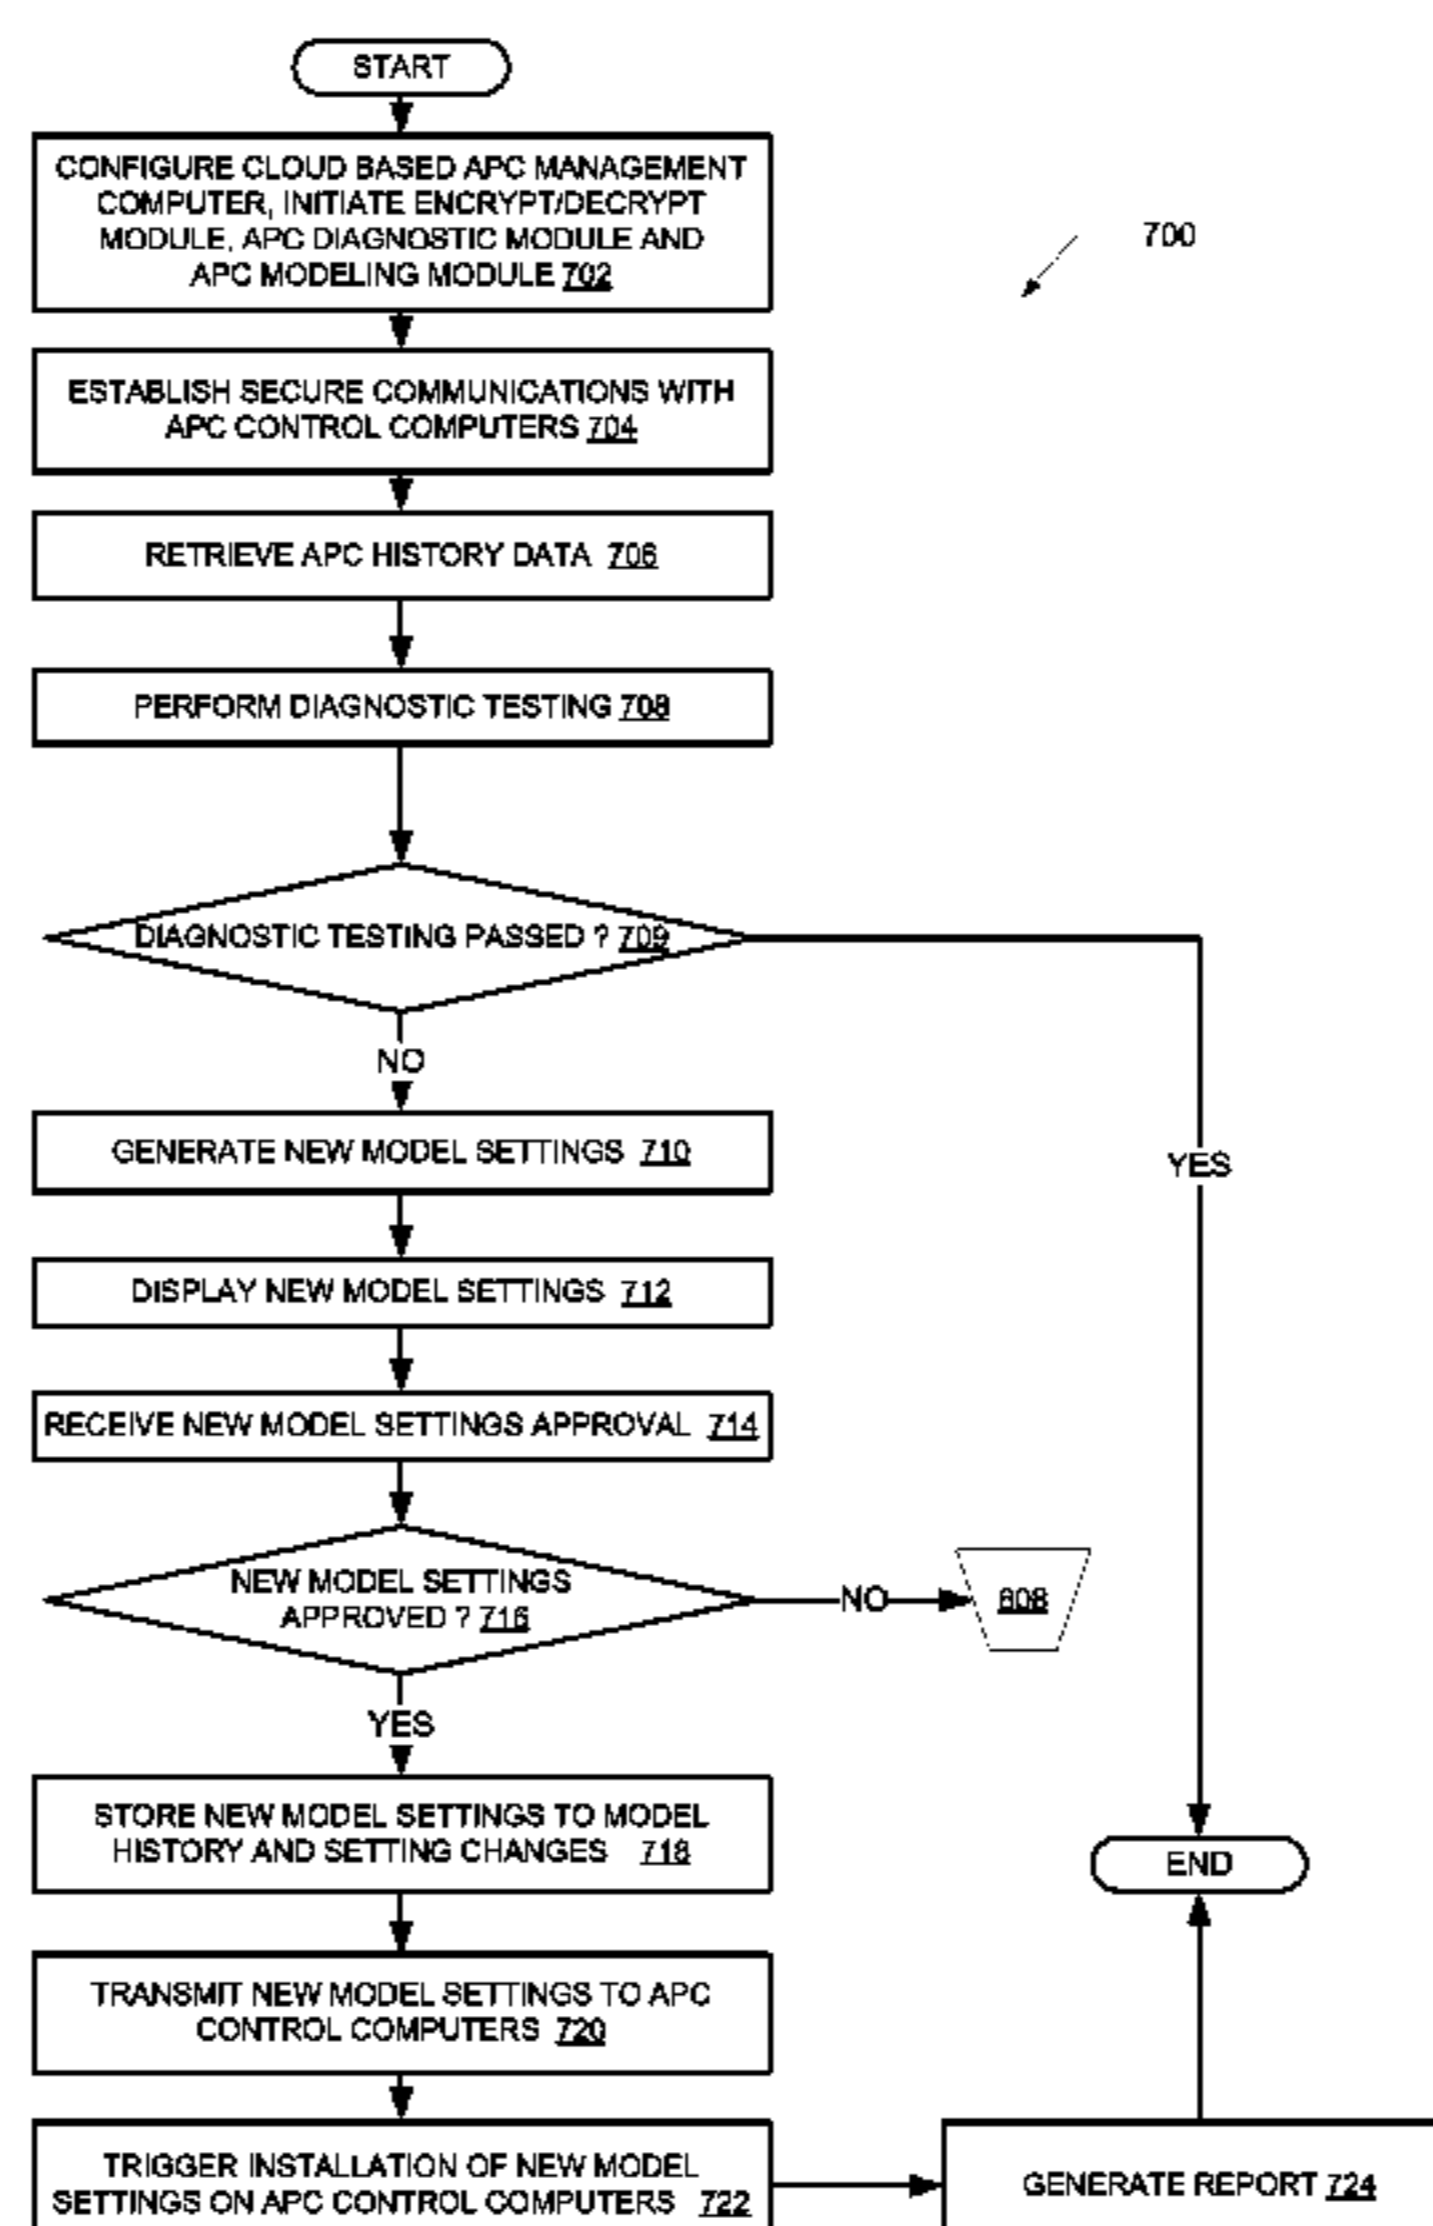 START
CONFIGURE CLOUD BASED APC MANAGEMENT
COMPUTER, INITIATE ENCRYPT/DECRYPT
MODULE, APC DIAGNOSTIC MODULE AND
APC MODELING MODULE 702
700
ESTABLISH SECURE COMMUNICATIONS WITH
APC CONTROL COMPUTERS 704
RETRIEVE APC HISTORY DATA 706
PERFORM DIAGNOSTIC TESTING 708
DIAGNOSTIC TESTING PASSED ? 709
NO
YES
GENERATE NEW MODEL SETTINGS 710
DISPLAY NEW MODEL SETTINGS 712
RECEIVE NEW MODEL SETTINGS APPROVAL 714
NEW MODEL SETTINGS
APPROVED ? 716
NO
608
YES
STORE NEW MODEL SETTINGS TO MODEL
HISTORY AND SETTING CHANGES 718
END
TRANSMIT NEW MODEL SETTINGS TO APC
CONTROL COMPUTERS 720
TRIGGER INSTALLATION OF NEW MODEL
SETTINGS ON APC CONTROL COMPUTERS 722
GENERATE REPORT 724